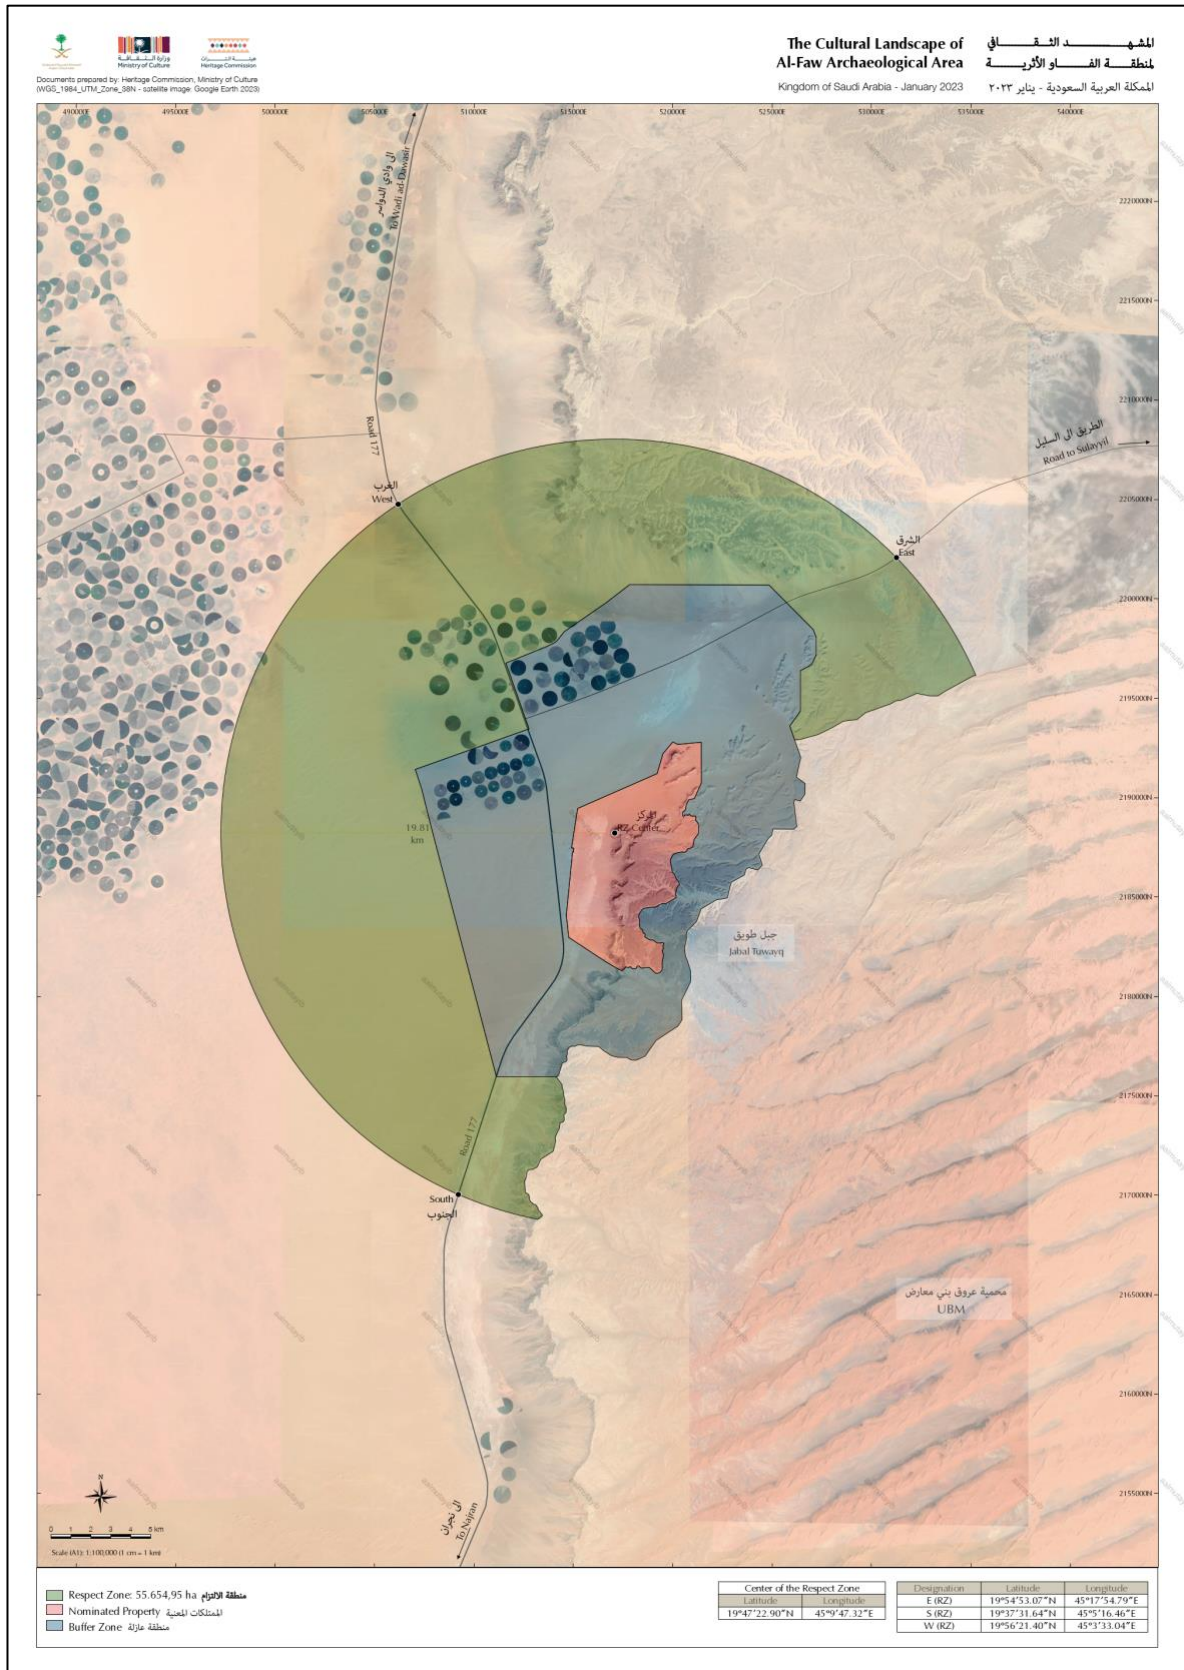 وزارة الثقافة
Ministry of Culture
هيئة التراث
Heritage Commission
Documents prepared by: Heritage Commission, Ministry of Culture
(WGS_1984_UTM_Zone_38N - satellite image: Google Earth 2023)
The Cultural Landscape of
Al-Faw Archaeological Area
Kingdom of Saudi Arabia - January 2023
المشهد الثقافي
لمنطقة الفاو الأثرية
المملكة العربية السعودية - يناير ٢٠٢٣
490000E 495000E 500000E 505000E 510000E 515000E 520000E 525000E 530000E 535000E 540000E
الى وادي الدواسر
To Wadi ad-Dawasir
2220000N
2215000N
2210000N
الطريق الى السليل
Road to Sulayyil
Road 177
الغرب
West
2205000N
الشرق
East
2200000N
2195000N
2190000N
المركز
RZ Center
19.81
km
2185000N
جبل طويق
Jabal Tuwayq
2180000N
2175000N
Road 177
South
الجنوب
2170000N
محمية عروق بني معارض
UBM
2165000N
2160000N
2155000N
الى نجران
To Najran
N
0 1 2 3 4 5 km
Scale (A1): 1:100,000 (1 cm = 1 km)
Respect Zone: 55.654,95 ha منطقة الالتزام
Nominated Property الممتلكات المعنية
Buffer Zone منطقة عازلة
Center of the Respect Zone
Latitude Longitude
19°47'22.90"N 45°9'47.32"E
Designation Latitude Longitude
E (RZ) 19°54'53.07"N 45°17'54.79"E
S (RZ) 19°37'31.64"N 45°5'16.46"E
W (RZ) 19°56'21.40"N 45°3'33.04"E